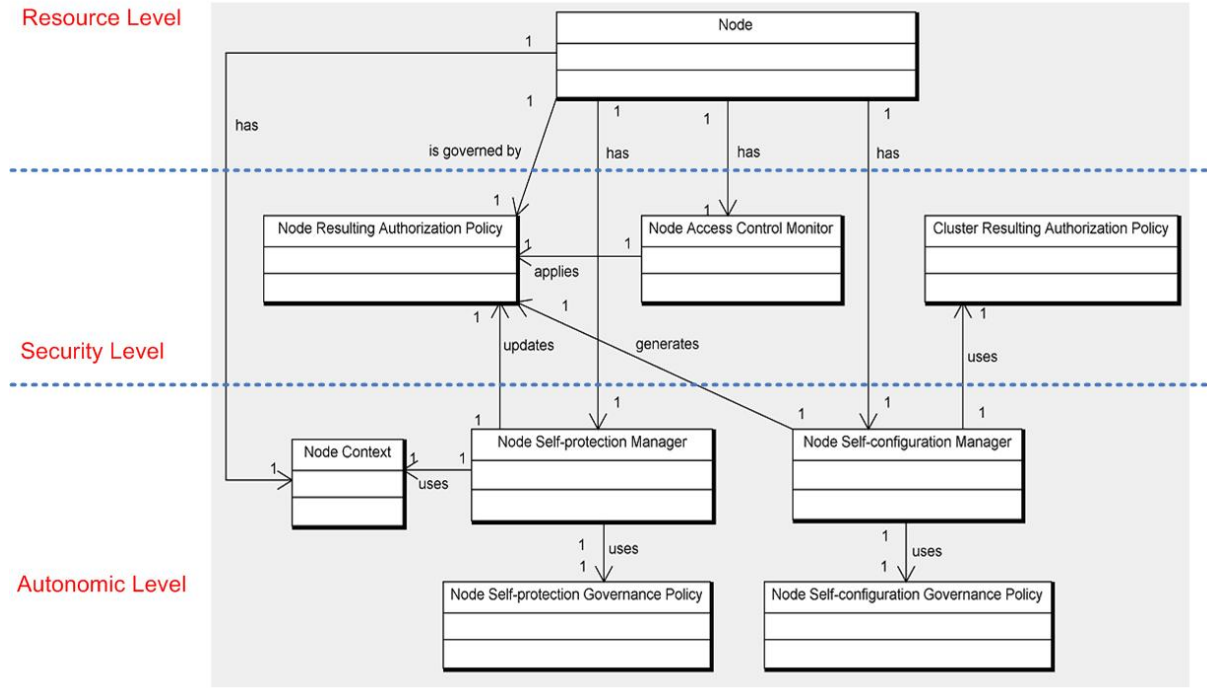 Resource Level
Node
1
1
1
1
1
has
is governed by
has
has
has
1
1
Node Resulting Authorization Policy
Node Access Control Monitor
Cluster Resulting Authorization Policy
1
1
applies
1
1
1
1
1
Security Level
updates
generates
uses
1
1
1
1
1
Node Self-protection Manager
Node Self-configuration Manager
Node Context
1
1
1
uses
1
uses
1
uses
Autonomic Level
1
1
Node Self-protection Governance Policy
Node Self-configuration Governance Policy